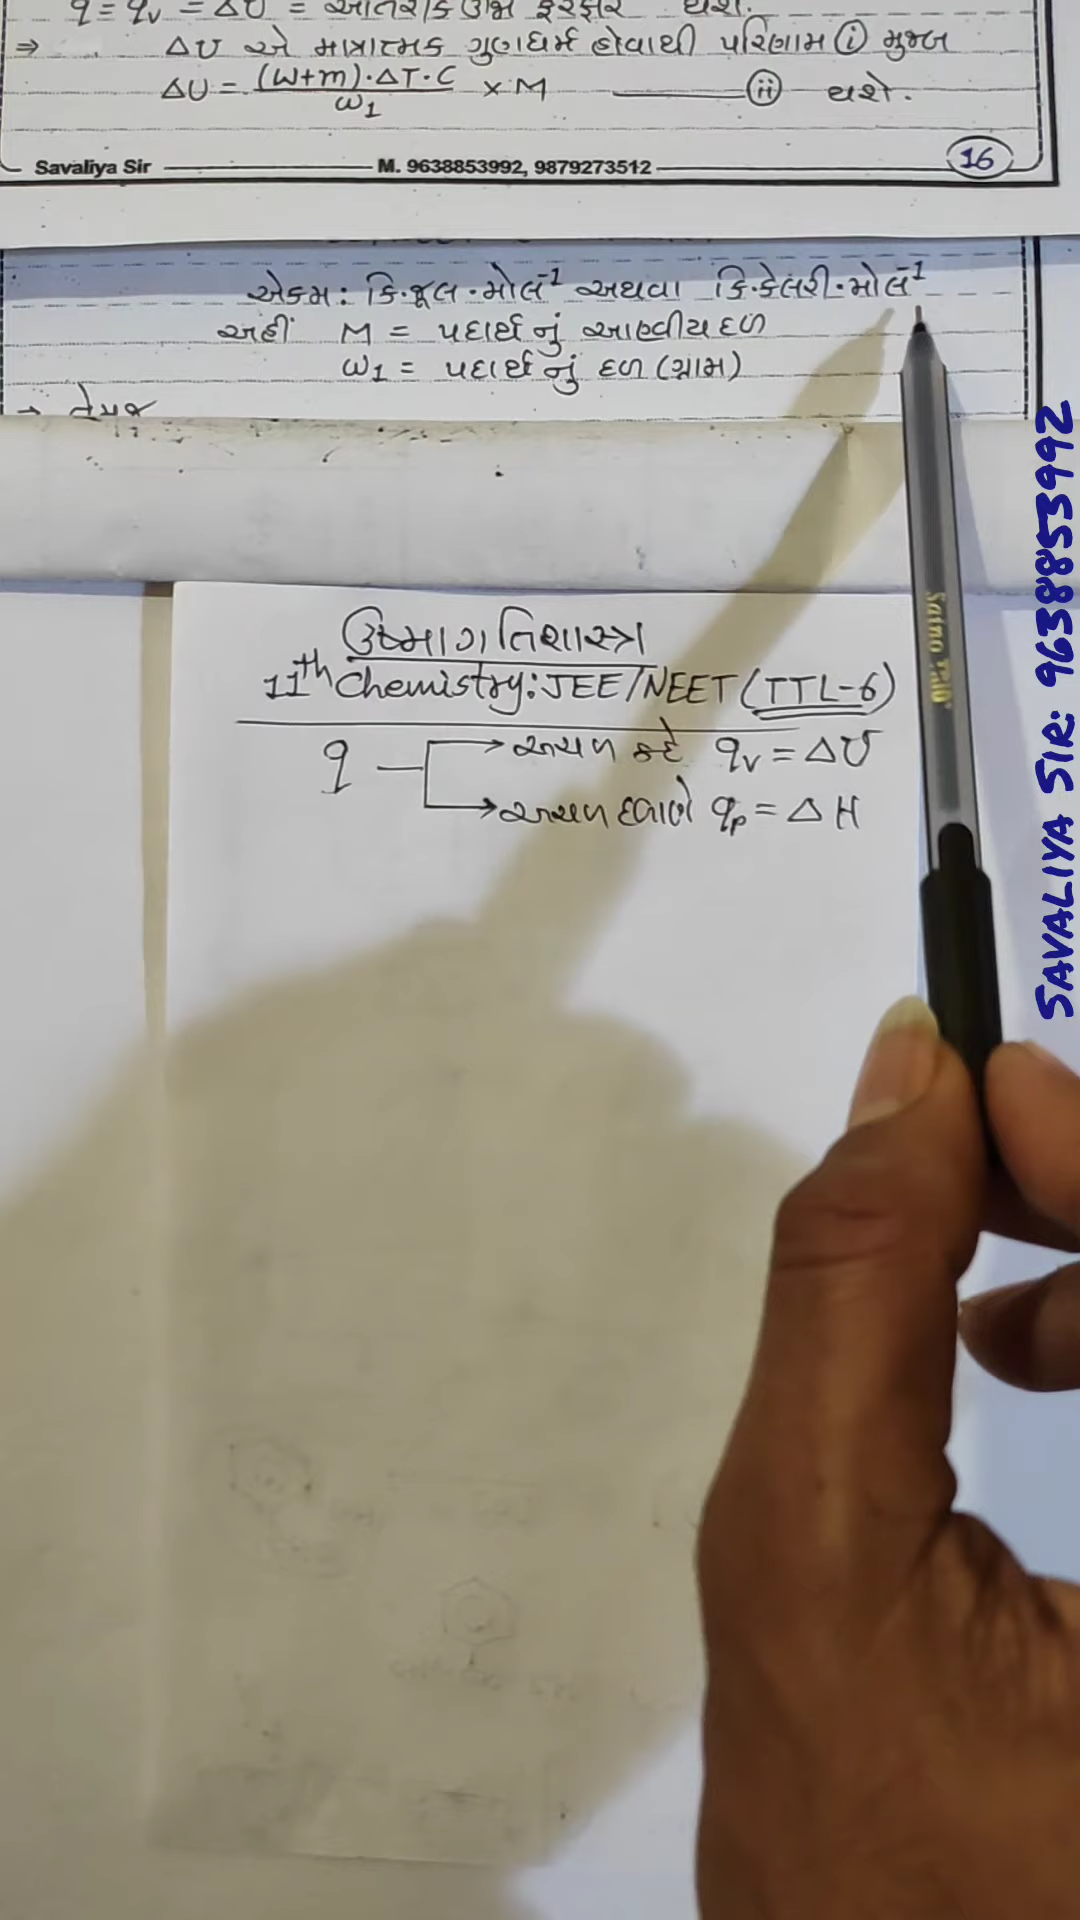 q = qv = ΔU = આંતરીક ઊર્જા ફેરફાર થશે.
⇒ ΔU એ માત્રાત્મક ગુણધર્મ હોવાથી પરિણામ (i) મુજબ
ΔU = (W+m)·ΔT·C / ω1 × M ——— (ii) થશે.
Savaliya Sir M. 9638853992, 9879273512 16
એકમ: કિ.જૂલ.મોલ⁻¹ અથવા કિ.કેલરી.મોલ⁻¹
અહીં M = પદાર્થનું આણ્વીય દળ
ω1 = પદાર્થનું દળ (ગ્રામ)
→ તેમજ
ઉષ્માગતિશાસ્ત્ર
11th Chemistry: JEE/NEET (TTL-6)
q → અચળ કદે qv = ΔU
→ અચળ દબાણે qp = ΔH
Saino
SAVALIYA SIR: 9638853992